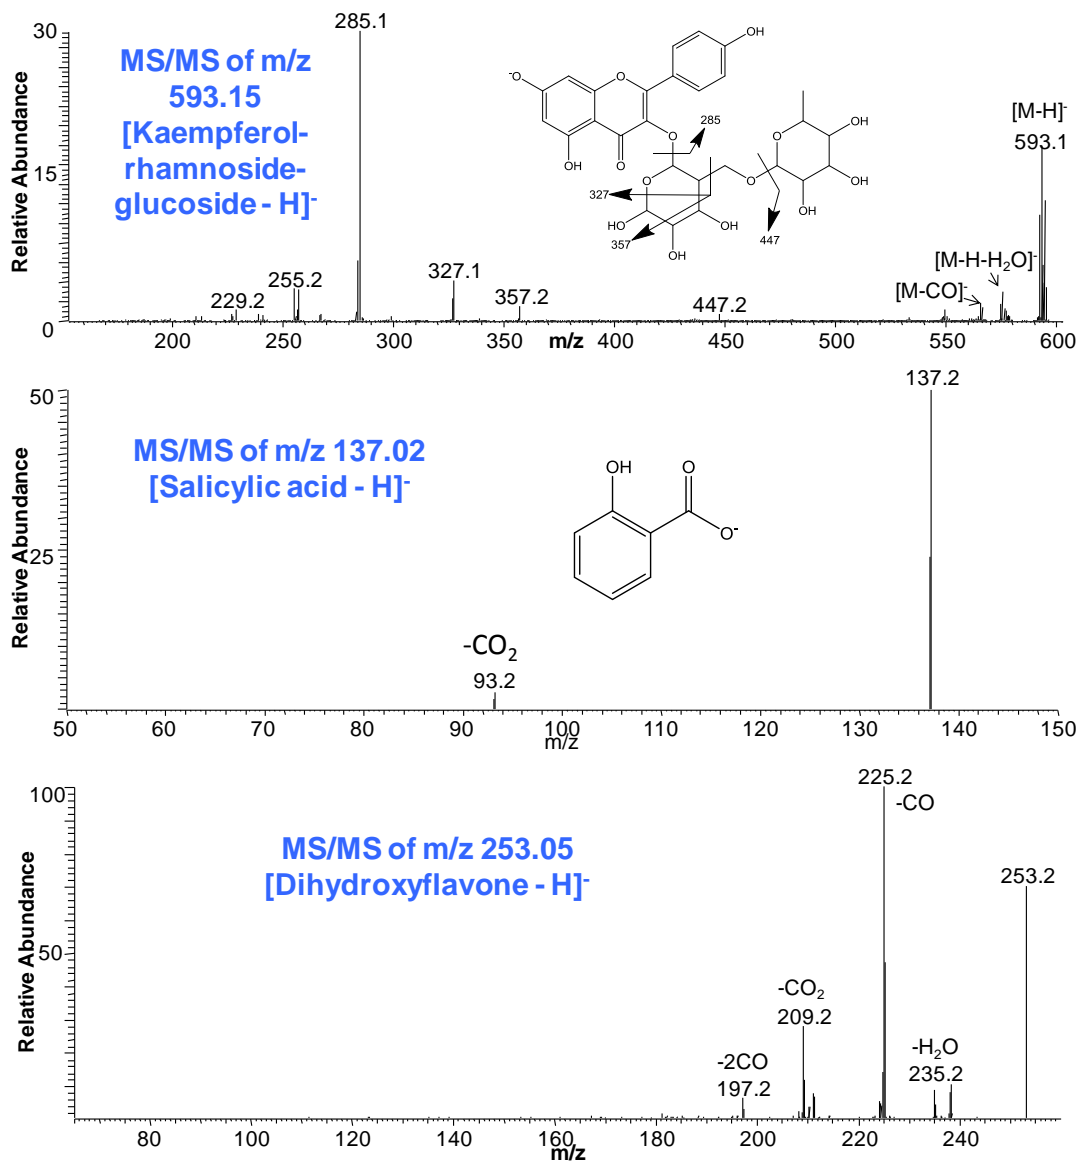 30
15
0
Relative Abundance
MS/MS of m/z
593.15
[Kaempferol-
rhamnoside-
glucoside - H]-
285.1
229.2
255.2
327.1
357.2
447.2
[M-CO]-
[M-H-H2O]-
[M-H]-
593.1
-O
OH
O
O
OH
O
285
O
327
HO
357
OH
OH
O
447
O
OH
OH
OH
200 250 300 350 400 450 500 550 600
m/z
50
25
Relative Abundance
MS/MS of m/z 137.02
[Salicylic acid - H]-
OH
O
O-
-CO2
93.2
137.2
50 60 70 80 90 100 110 120 130 140 150
m/z
100
50
Relative Abundance
MS/MS of m/z 253.05
[Dihydroxyflavone - H]-
225.2
-CO
253.2
-CO2
209.2
-2CO
197.2
-H2O
235.2
80 100 120 140 160 180 200 220 240
m/z